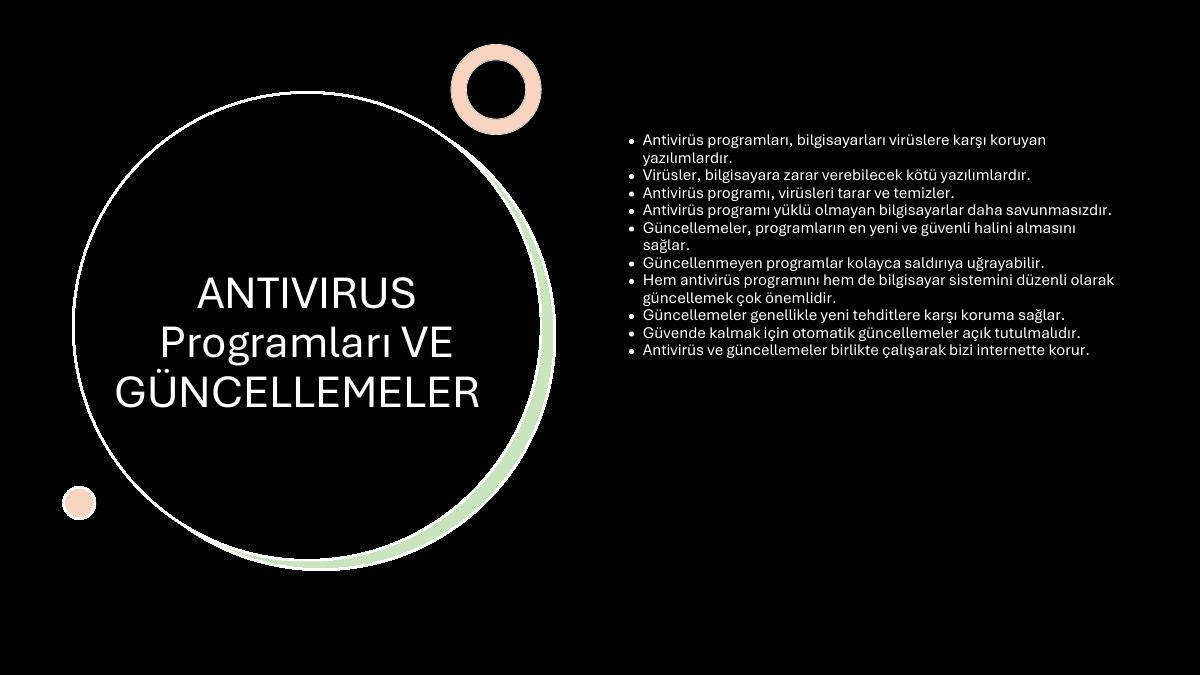 ANTIVIRUS
Programları VE
GÜNCELLEMELER
• Antivirüs programları, bilgisayarları virüslere karşı koruyan
yazılımlardır.
• Virüsler, bilgisayara zarar verebilecek kötü yazılımlardır.
• Antivirüs programı, virüsleri tarar ve temizler.
• Antivirüs programı yüklü olmayan bilgisayarlar daha savunmasızdır.
• Güncellemeler, programların en yeni ve güvenli halini almasını
sağlar.
• Güncellenmeyen programlar kolayca saldırıya uğrayabilir.
• Hem antivirüs programını hem de bilgisayar sistemini düzenli olarak
güncellemek çok önemlidir.
• Güncellemeler genellikle yeni tehditlere karşı koruma sağlar.
• Güvende kalmak için otomatik güncellemeler açık tutulmalıdır.
• Antivirüs ve güncellemeler birlikte çalışarak bizi internette korur.